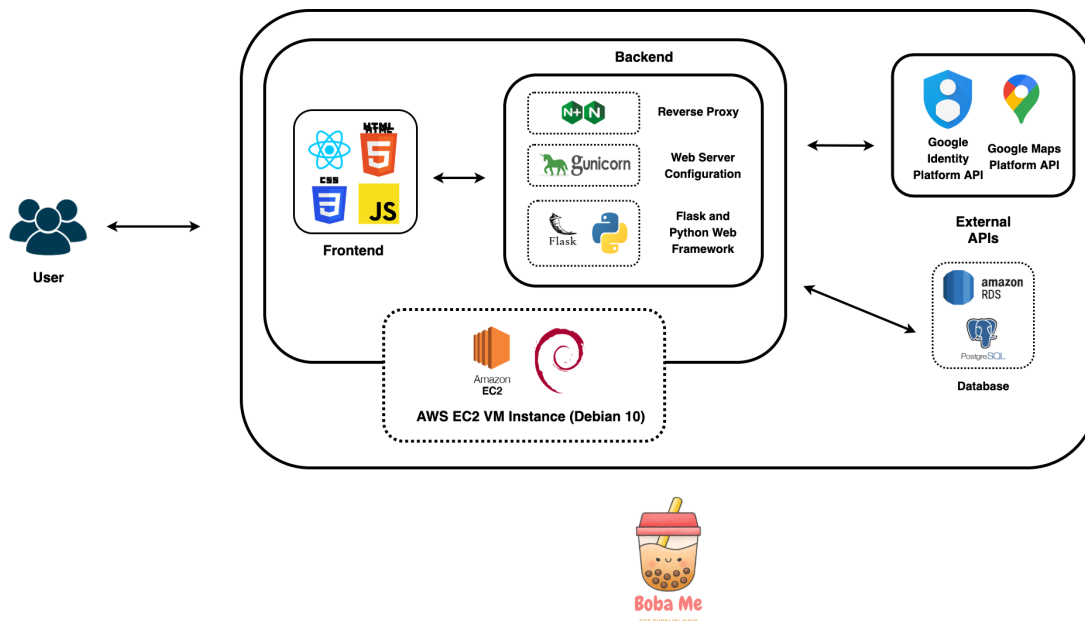 Backend
N+ N
Reverse Proxy
gunicorn
Web Server
Configuration
Flask
Flask and
Python Web
Framework
HTML
5
CSS
3
JS
Frontend
User
Amazon
EC2
AWS EC2 VM Instance (Debian 10)
Google
Identity
Platform API
Google Maps
Platform API
External
APIs
amazon
RDS
PostgreSQL
Database
Boba Me